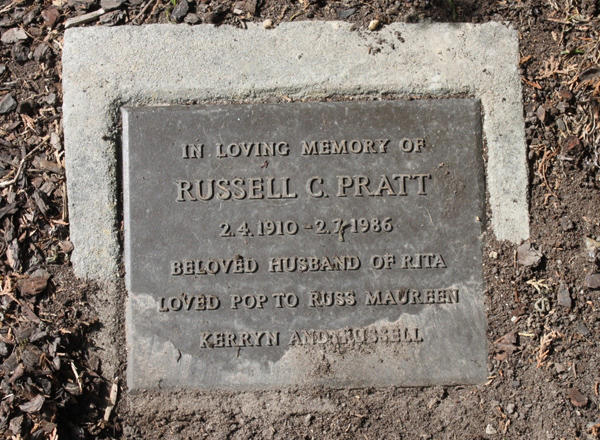 IN LOVING MEMORY OF
RUSSELL C. PRATT
2.4.1910 - 2.7.1986
BELOVED HUSBAND OF RITA
LOVED POP TO RUSS MAUREEN
KERRYN AND RUSSELL